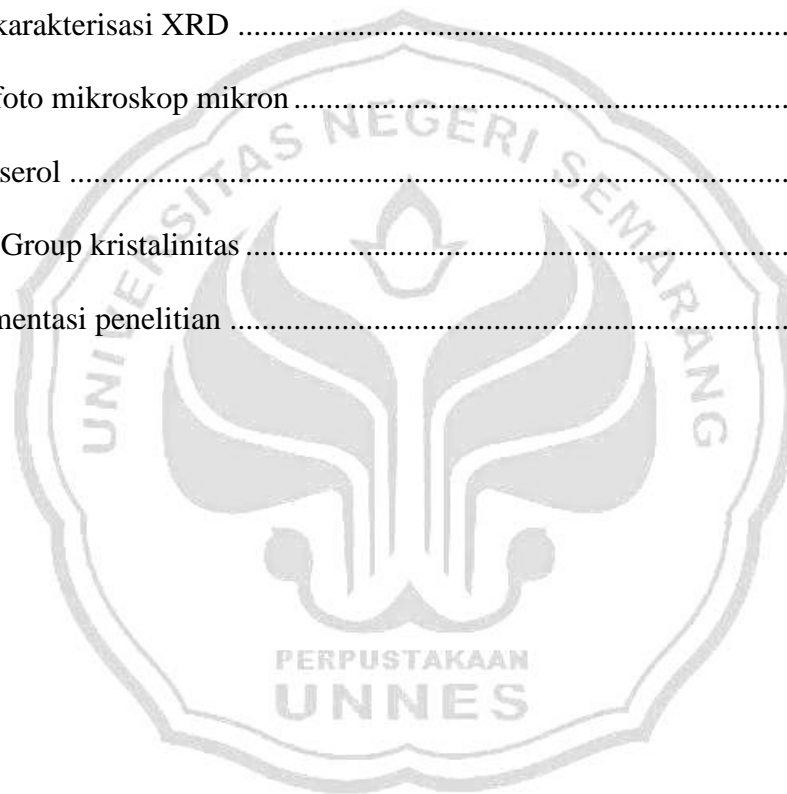 karakterisasi XRD ..........................................................................
foto mikroskop mikron ..................................................................
serol ................................................................................................
Group kristalinitas .........................................................................
mentasi penelitian ...........................................................................
UNIVERSITAS NEGERI SEMARANG
PERPUSTAKAAN
UNNES